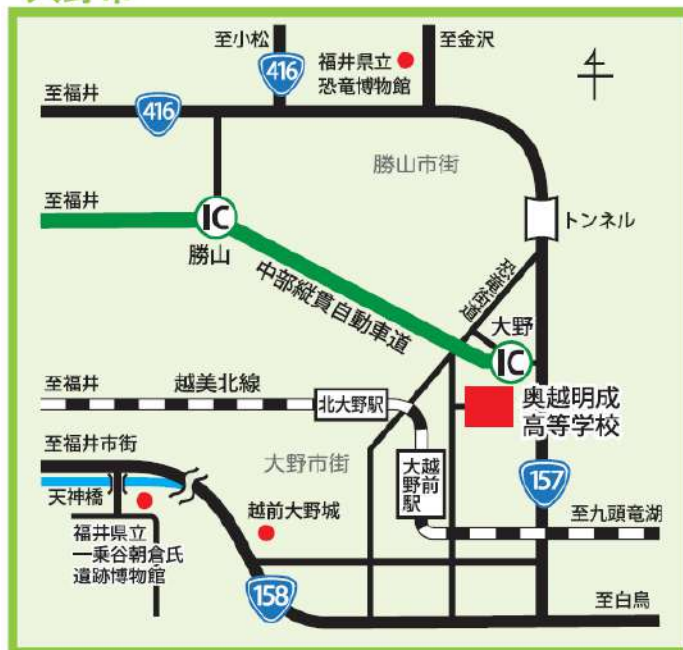 至小松
至金沢
416
福井県立
恐竜博物館
至福井
416
勝山市街
至福井
IC
勝山
トンネル
中部縦貫自動車道
恐竜街道
大野
IC
至福井
越美北線
北大野駅
奥越明成
高等学校
至福井市街
大野市街
越前
大野駅
157
天神橋
越前大野城
至九頭竜湖
福井県立
一乗谷朝倉氏
遺跡博物館
158
至白鳥